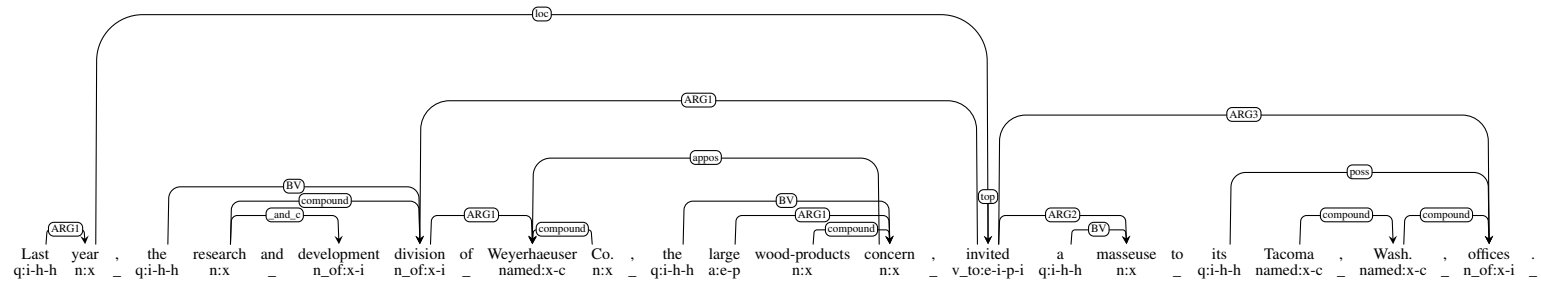 loc
ARG1
ARG3
appos
poss
BV
compound
BV
top
_and_c
ARG1
ARG1
ARG2
compound
compound
ARG1
compound
compound
BV
Last year , the research and development division of Weyerhaeuser Co. , the large wood-products concern , invited a masseuse to its Tacoma , Wash. , offices .
q:i-h-h n:x _ q:i-h-h n:x _ n_of:x-i n_of:x-i _ named:x-c n:x _ q:i-h-h a:e-p n:x n:x _ v_to:e-i-p-i q:i-h-h n:x _ q:i-h-h named:x-c _ named:x-c _ n_of:x-i _